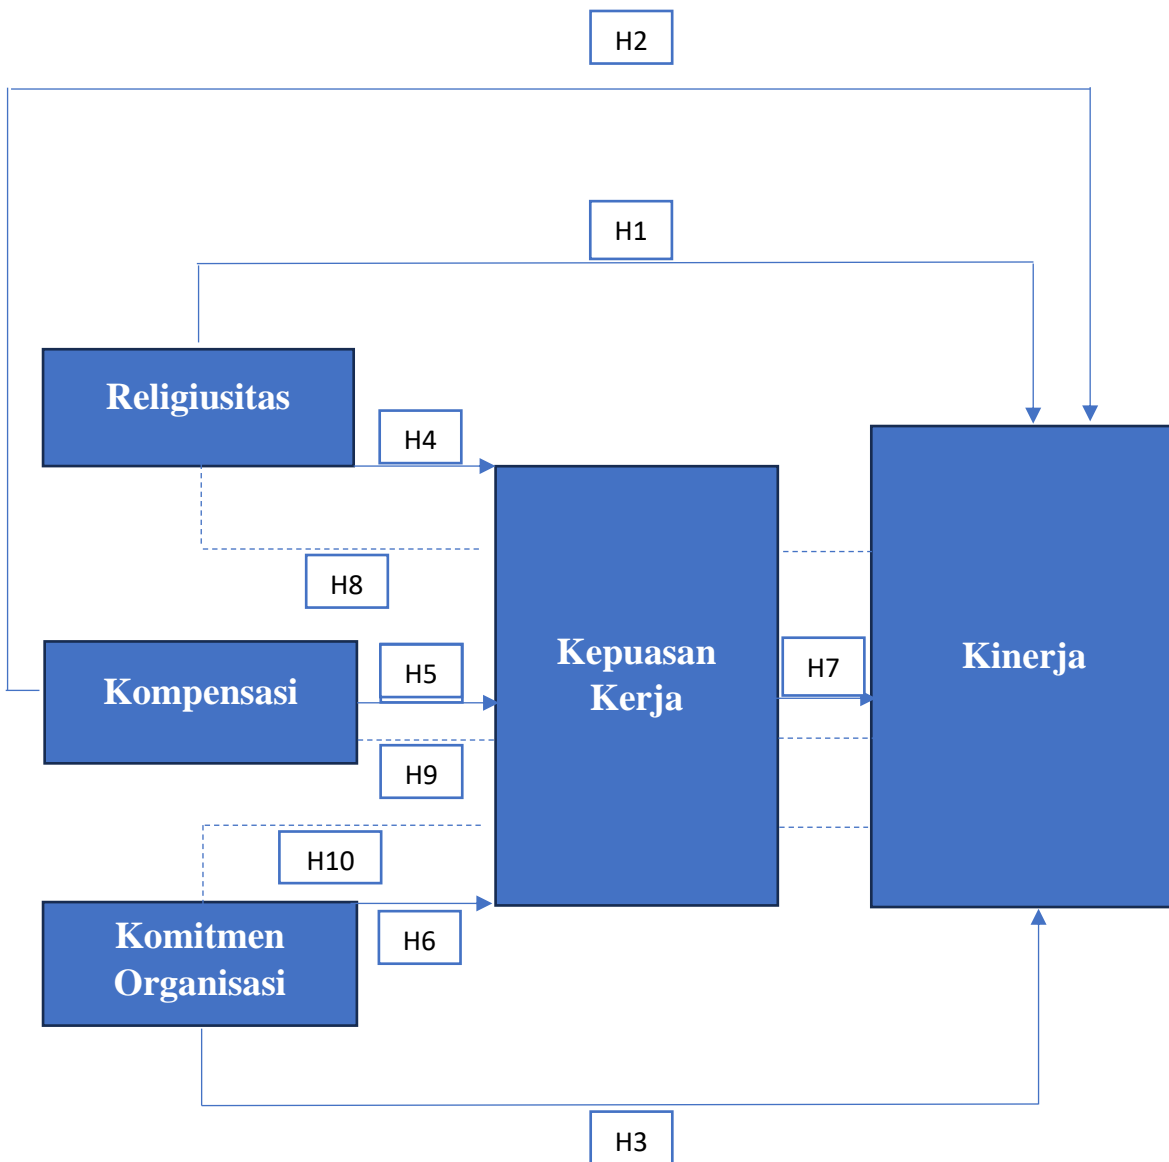 H2
H1
Religiusitas
H4
H8
Kompensasi
H5
H9
Kepuasan
Kerja
H7
Kinerja
H10
Komitmen
Organisasi
H6
H3